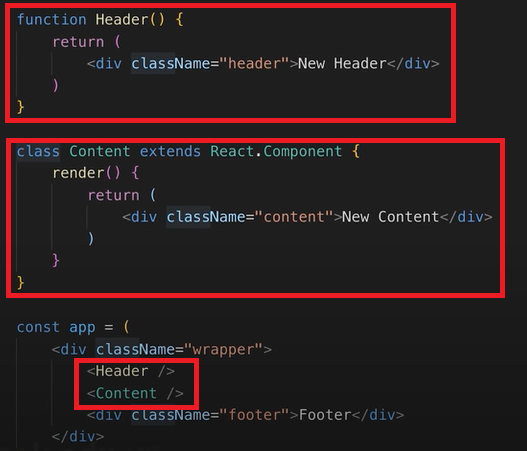 function Header() {
return (
<div className="header">New Header</div>
)
}
class Content extends React.Component {
render() {
return (
<div className="content">New Content</div>
)
}
}
const app = (
<div className="wrapper">
<Header />
<Content />
<div className="footer">Footer</div>
</div>